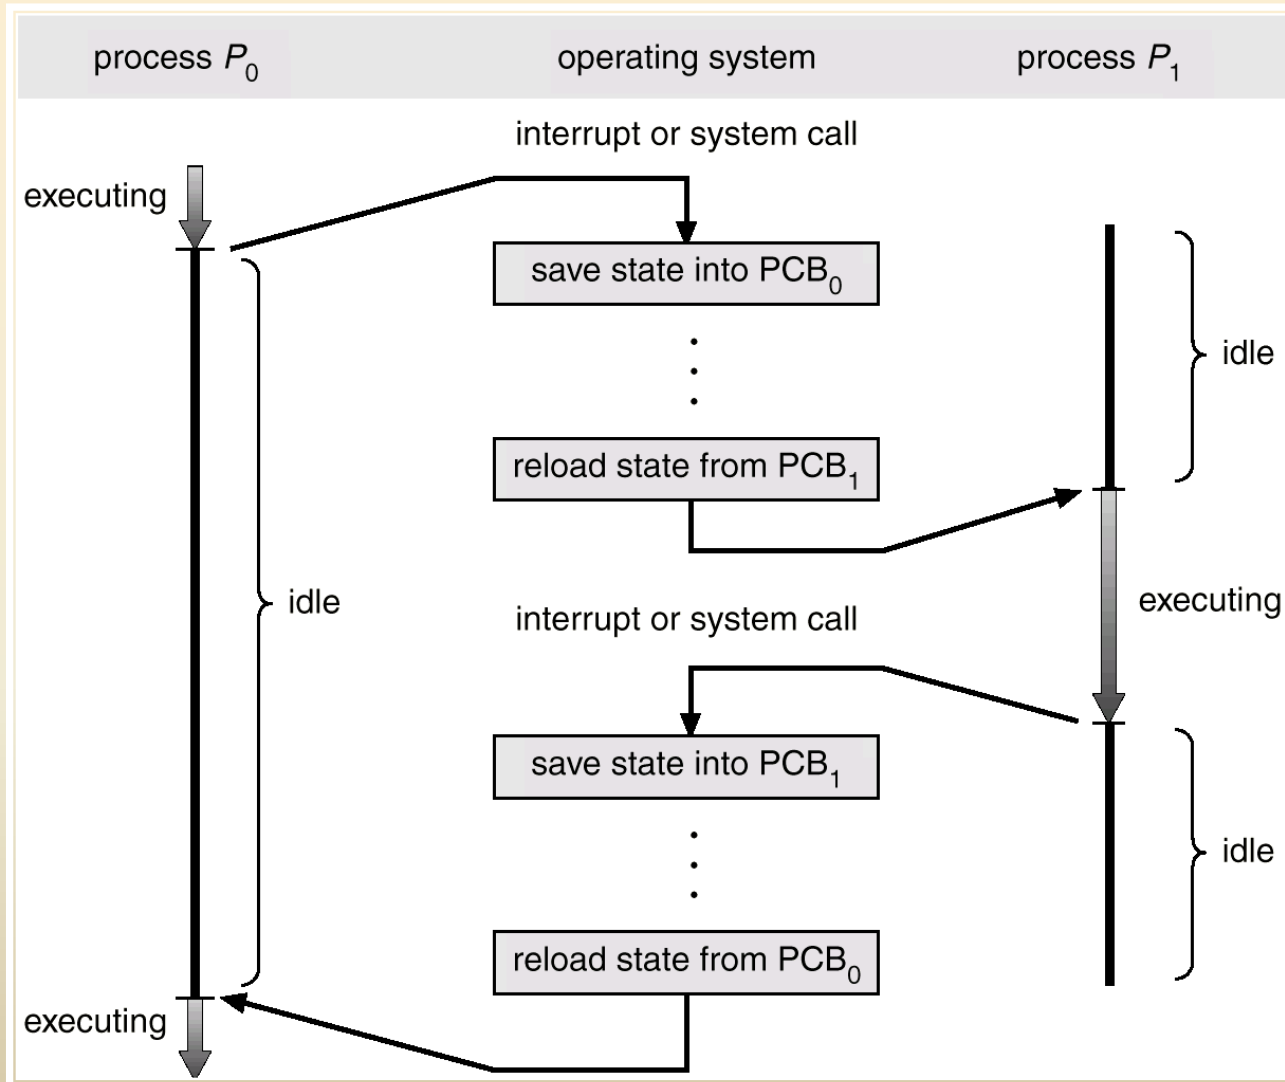 process P0
operating system
process P1
interrupt or system call
executing
save state into PCB0
idle
reload state from PCB1
idle
executing
interrupt or system call
save state into PCB1
idle
reload state from PCB0
executing